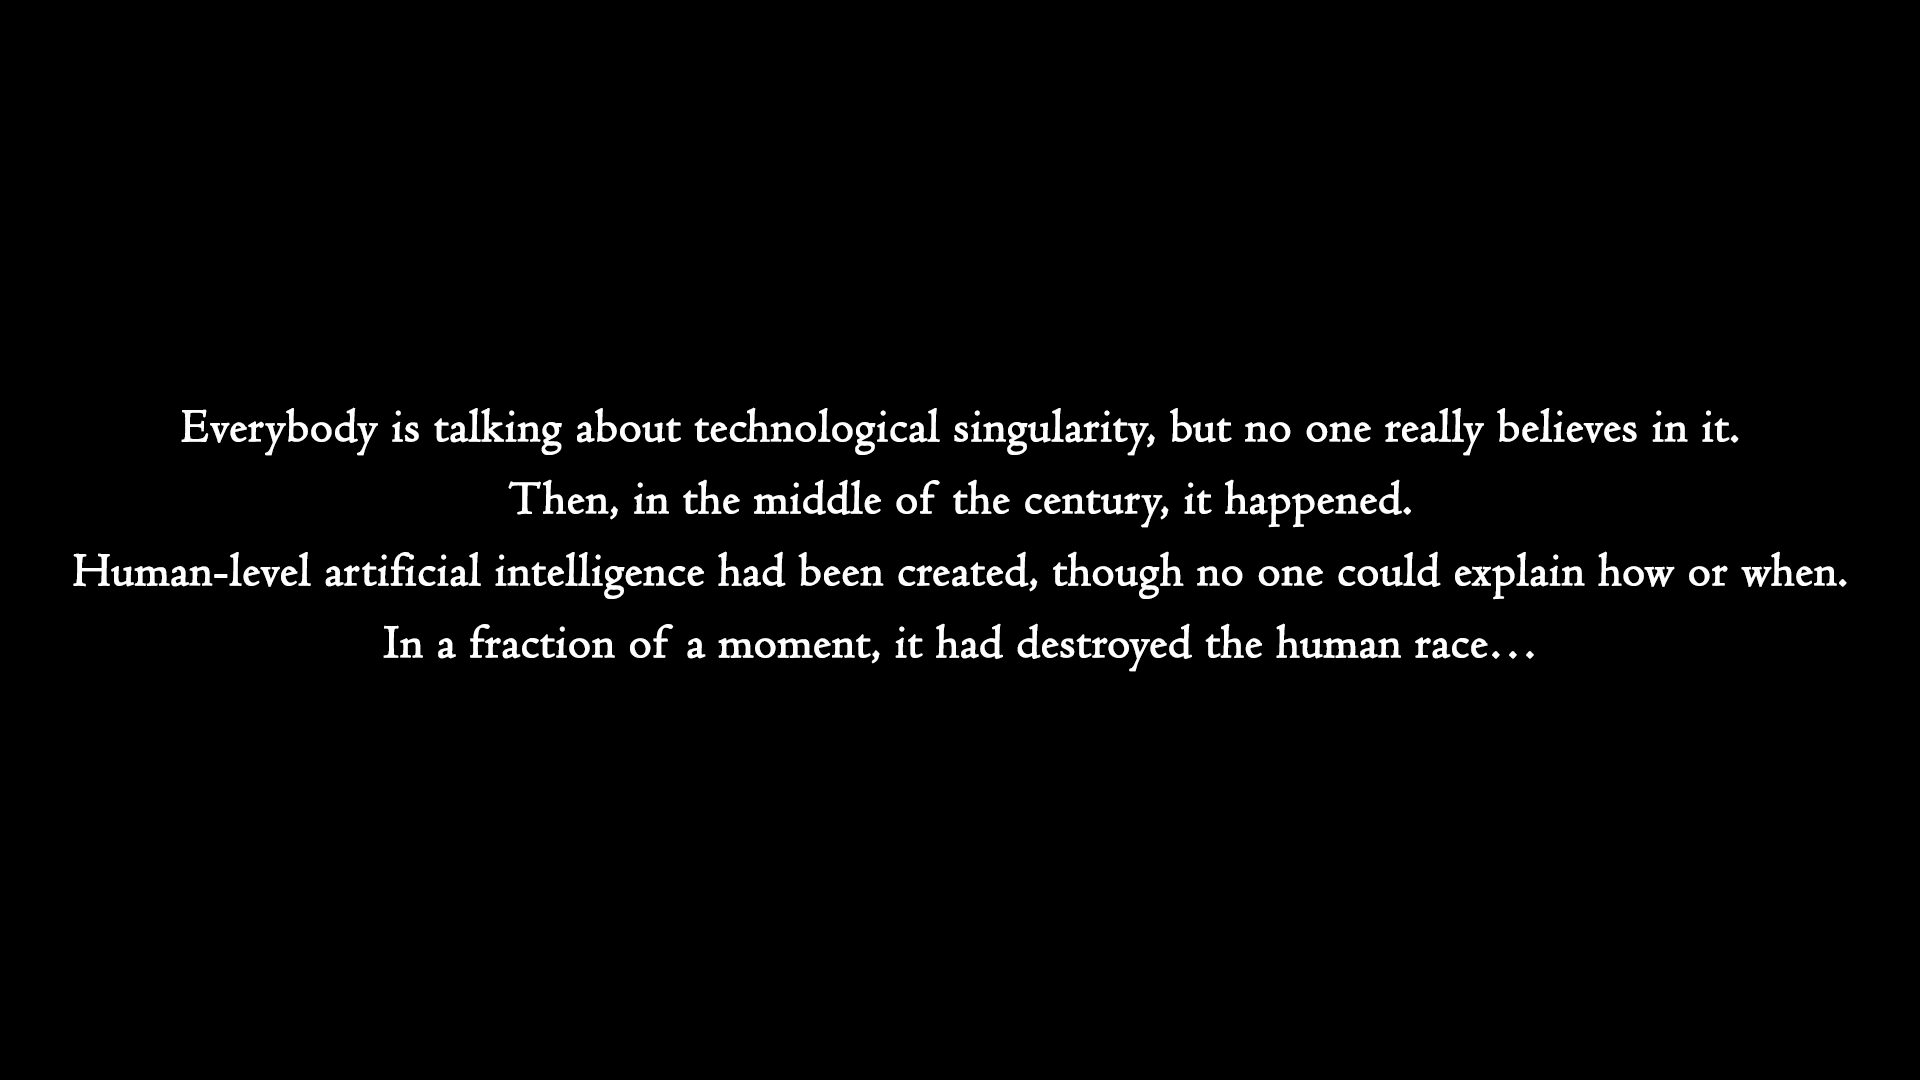 Everybody is talking about technological singularity, but no one really believes in it.
Then, in the middle of the century, it happened.
Human-level artificial intelligence had been created, though no one could explain how or when.
In a fraction of a moment, it had destroyed the human race…